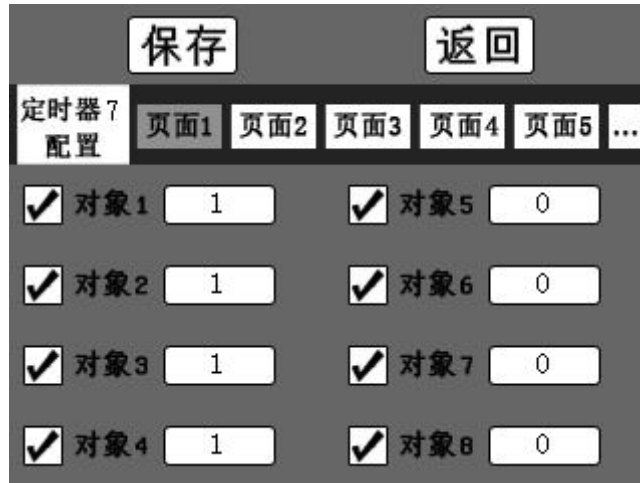 保存 返回
定时器7
配置
页面1 页面2 页面3 页面4 页面5 ...
对象1 1 对象5 0
对象2 1 对象6 0
对象3 1 对象7 0
对象4 1 对象8 0